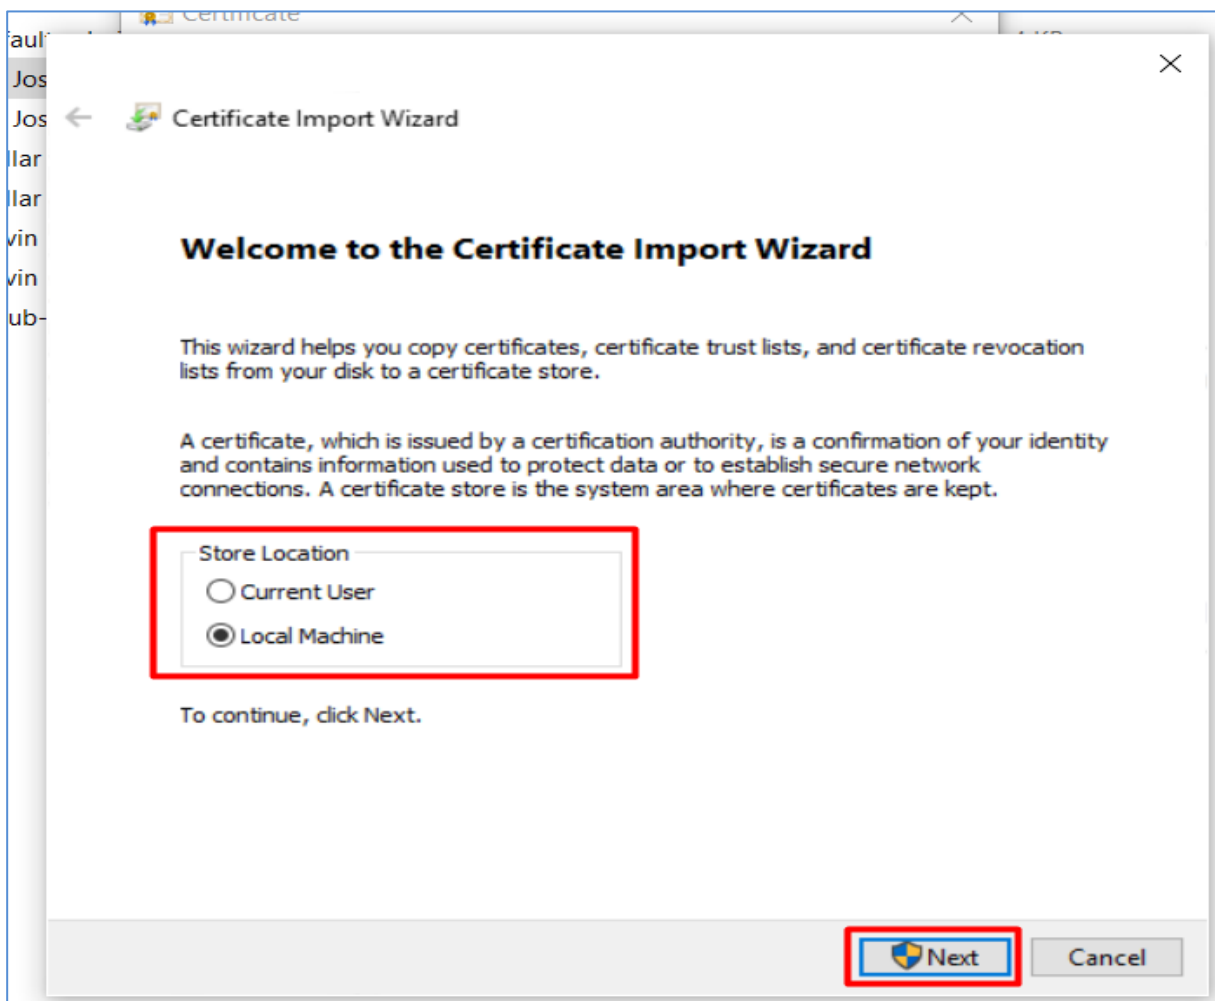 Certificate
Jos
Jos
Certificate Import Wizard
Welcome to the Certificate Import Wizard
This wizard helps you copy certificates, certificate trust lists, and certificate revocation
lists from your disk to a certificate store.
A certificate, which is issued by a certification authority, is a confirmation of your identity
and contains information used to protect data or to establish secure network
connections. A certificate store is the system area where certificates are kept.
Store Location
Current User
Local Machine
To continue, click Next.
Next Cancel